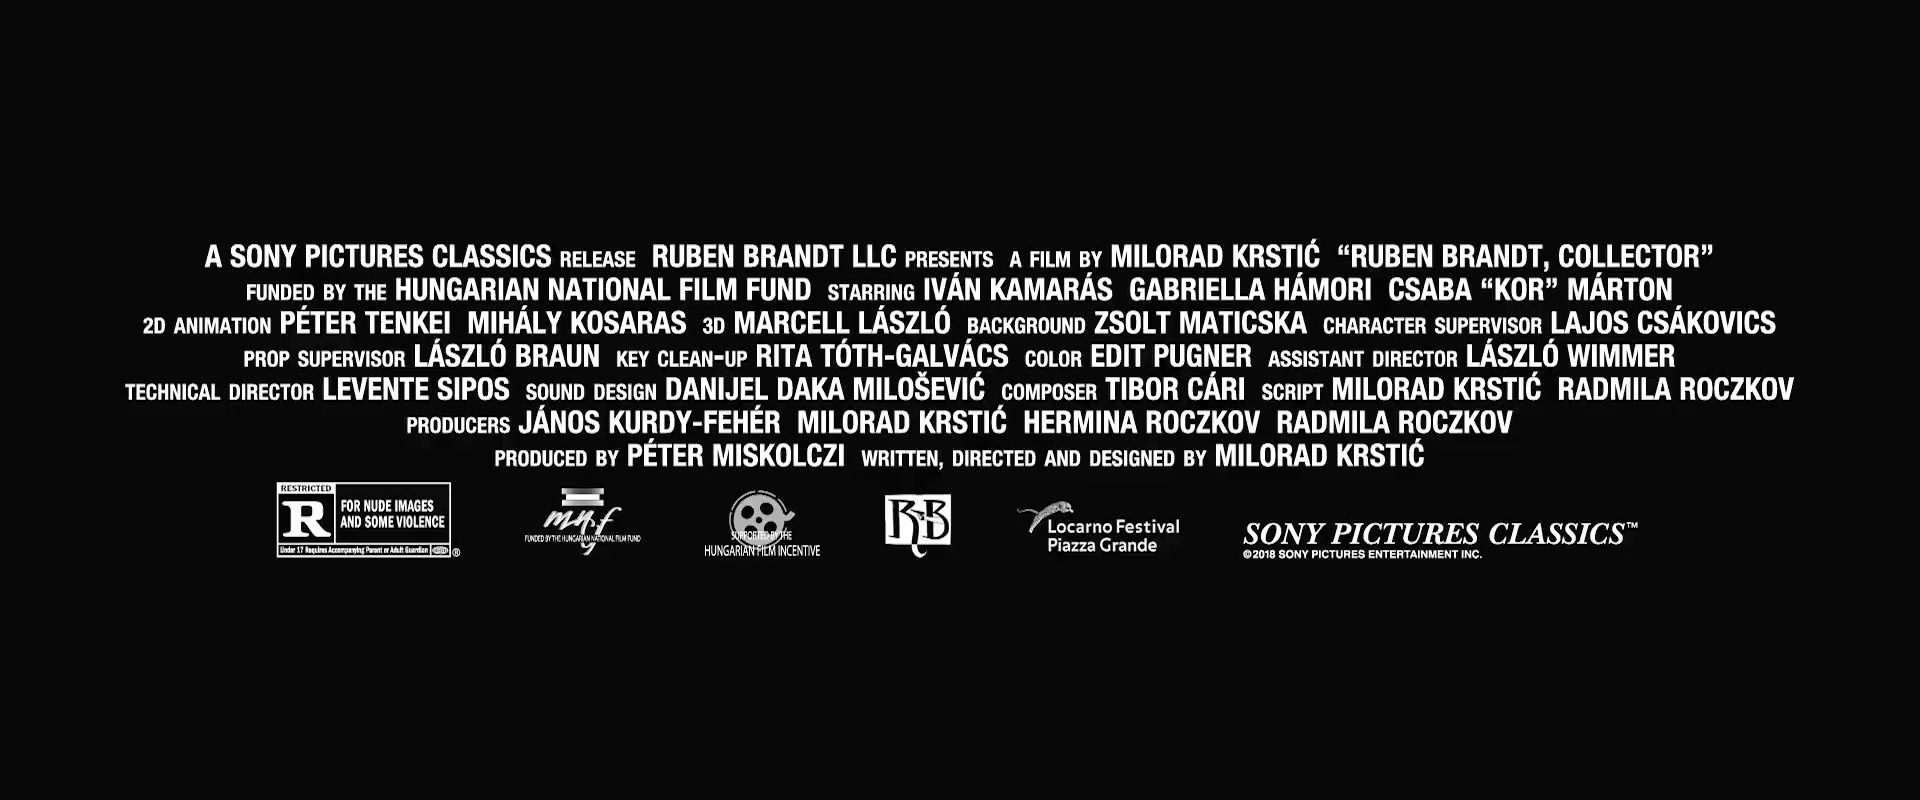 A SONY PICTURES CLASSICS RELEASE RUBEN BRANDT LLC PRESENTS A FILM BY MILORAD KRSTIĆ “RUBEN BRANDT, COLLECTOR”
FUNDED BY THE HUNGARIAN NATIONAL FILM FUND STARRING IVÁN KAMARÁS GABRIELLA HÁMORI CSABA “KOR” MÁRTON
2D ANIMATION PÉTER TENKEI MIHÁLY KOSARAS 3D MARCELL LÁSZLÓ BACKGROUND ZSOLT MATICSKA CHARACTER SUPERVISOR LAJOS CSÁKOVICS
PROP SUPERVISOR LÁSZLÓ BRAUN KEY CLEAN-UP RITA TÓTH-GALVÁCS COLOR EDIT PUGNER ASSISTANT DIRECTOR LÁSZLÓ WIMMER
TECHNICAL DIRECTOR LEVENTE SIPOS SOUND DESIGN DANIJEL DAKA MILOŠEVIĆ COMPOSER TIBOR CÁRI SCRIPT MILORAD KRSTIĆ RADMILA ROCZKOV
PRODUCERS JÁNOS KURDY-FEHÉR MILORAD KRSTIĆ HERMINA ROCZKOV RADMILA ROCZKOV
PRODUCED BY PÉTER MISKOLCZI WRITTEN, DIRECTED AND DESIGNED BY MILORAD KRSTIĆ
RESTRICTED
R
FOR NUDE IMAGES
AND SOME VIOLENCE
Under 17 Requires Accompanying Parent or Adult Guardian
®
mnf
FUNDED BY THE HUNGARIAN NATIONAL FILM FUND
SUPPORTED BY THE
HUNGARIAN FILM INCENTIVE
RB
Locarno Festival
Piazza Grande
SONY PICTURES CLASSICS™
©2018 SONY PICTURES ENTERTAINMENT INC.